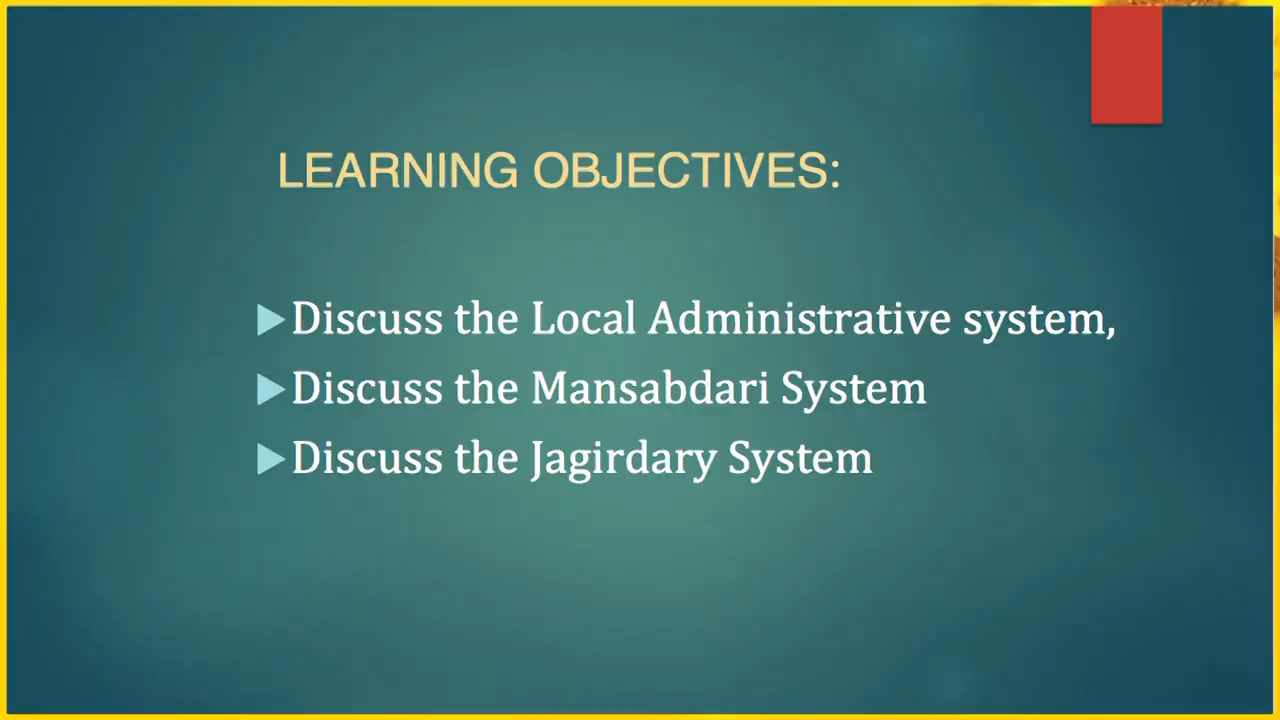 LEARNING OBJECTIVES:
Discuss the Local Administrative system,
Discuss the Mansabdari System
Discuss the Jagirdary System